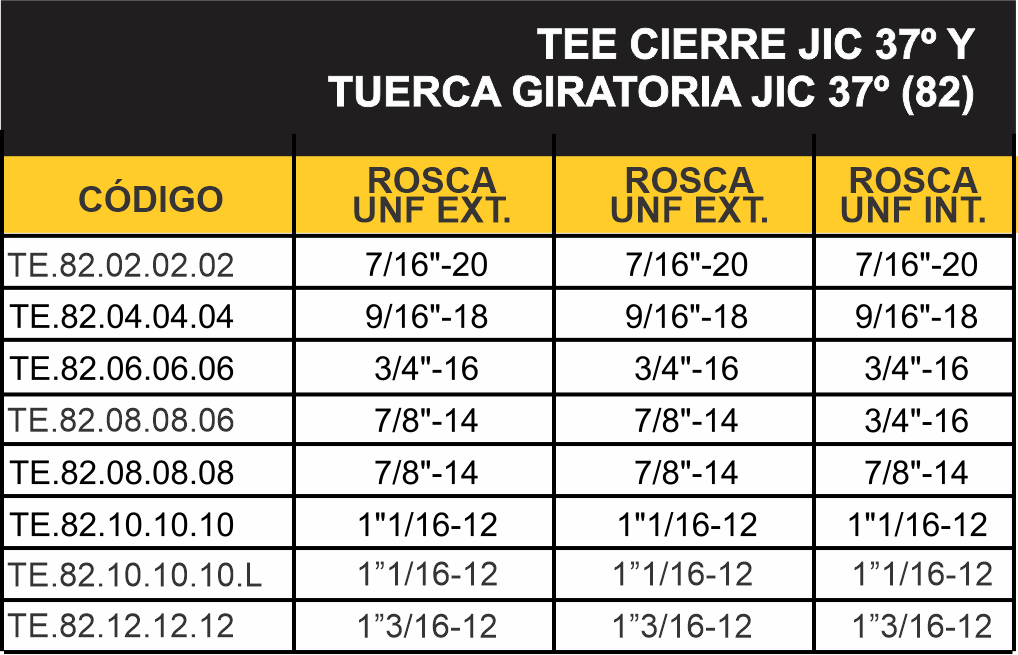 TEE CIERRE JIC 37º Y
TUERCA GIRATORIA JIC 37º (82)
CÓDIGO ROSCA UNF EXT. ROSCA UNF EXT. ROSCA UNF INT.
TE.82.02.02.02 7/16"-20 7/16"-20 7/16"-20
TE.82.04.04.04 9/16"-18 9/16"-18 9/16"-18
TE.82.06.06.06 3/4"-16 3/4"-16 3/4"-16
TE.82.08.08.06 7/8"-14 7/8"-14 3/4"-16
TE.82.08.08.08 7/8"-14 7/8"-14 7/8"-14
TE.82.10.10.10 1"1/16-12 1"1/16-12 1"1/16-12
TE.82.10.10.10.L 1”1/16-12 1”1/16-12 1”1/16-12
TE.82.12.12.12 1”3/16-12 1”3/16-12 1”3/16-12